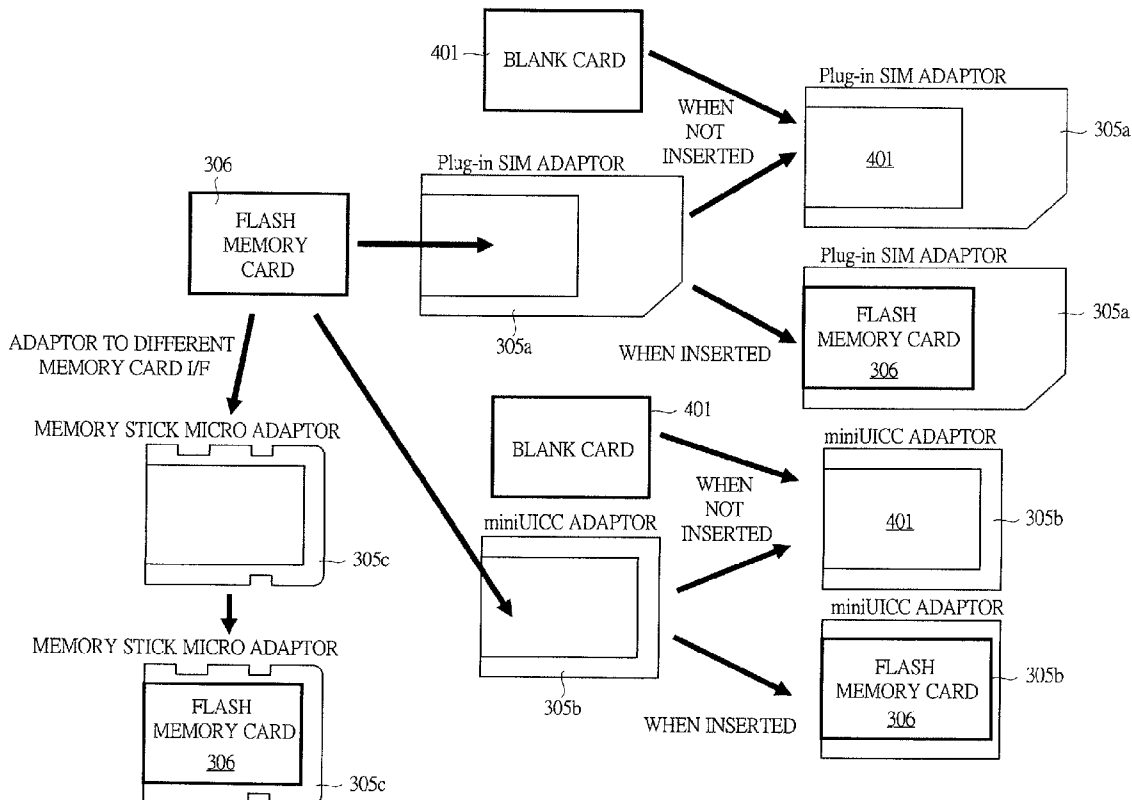 401
BLANK CARD
Plug-in SIM ADAPTOR
WHEN
NOT
INSERTED
305a
401
306
Plug-in SIM ADAPTOR
FLASH
MEMORY
CARD
305a
Plug-in SIM ADAPTOR
FLASH
MEMORY CARD
306
305a
WHEN INSERTED
ADAPTOR TO DIFFERENT
MEMORY CARD I/F
MEMORY STICK MICRO ADAPTOR
305c
401
BLANK CARD
miniUICC ADAPTOR
WHEN
NOT
INSERTED
401
305b
miniUICC ADAPTOR
305b
miniUICC ADAPTOR
FLASH
MEMORY CARD
306
305b
WHEN INSERTED
MEMORY STICK MICRO ADAPTOR
FLASH
MEMORY CARD
306
305c